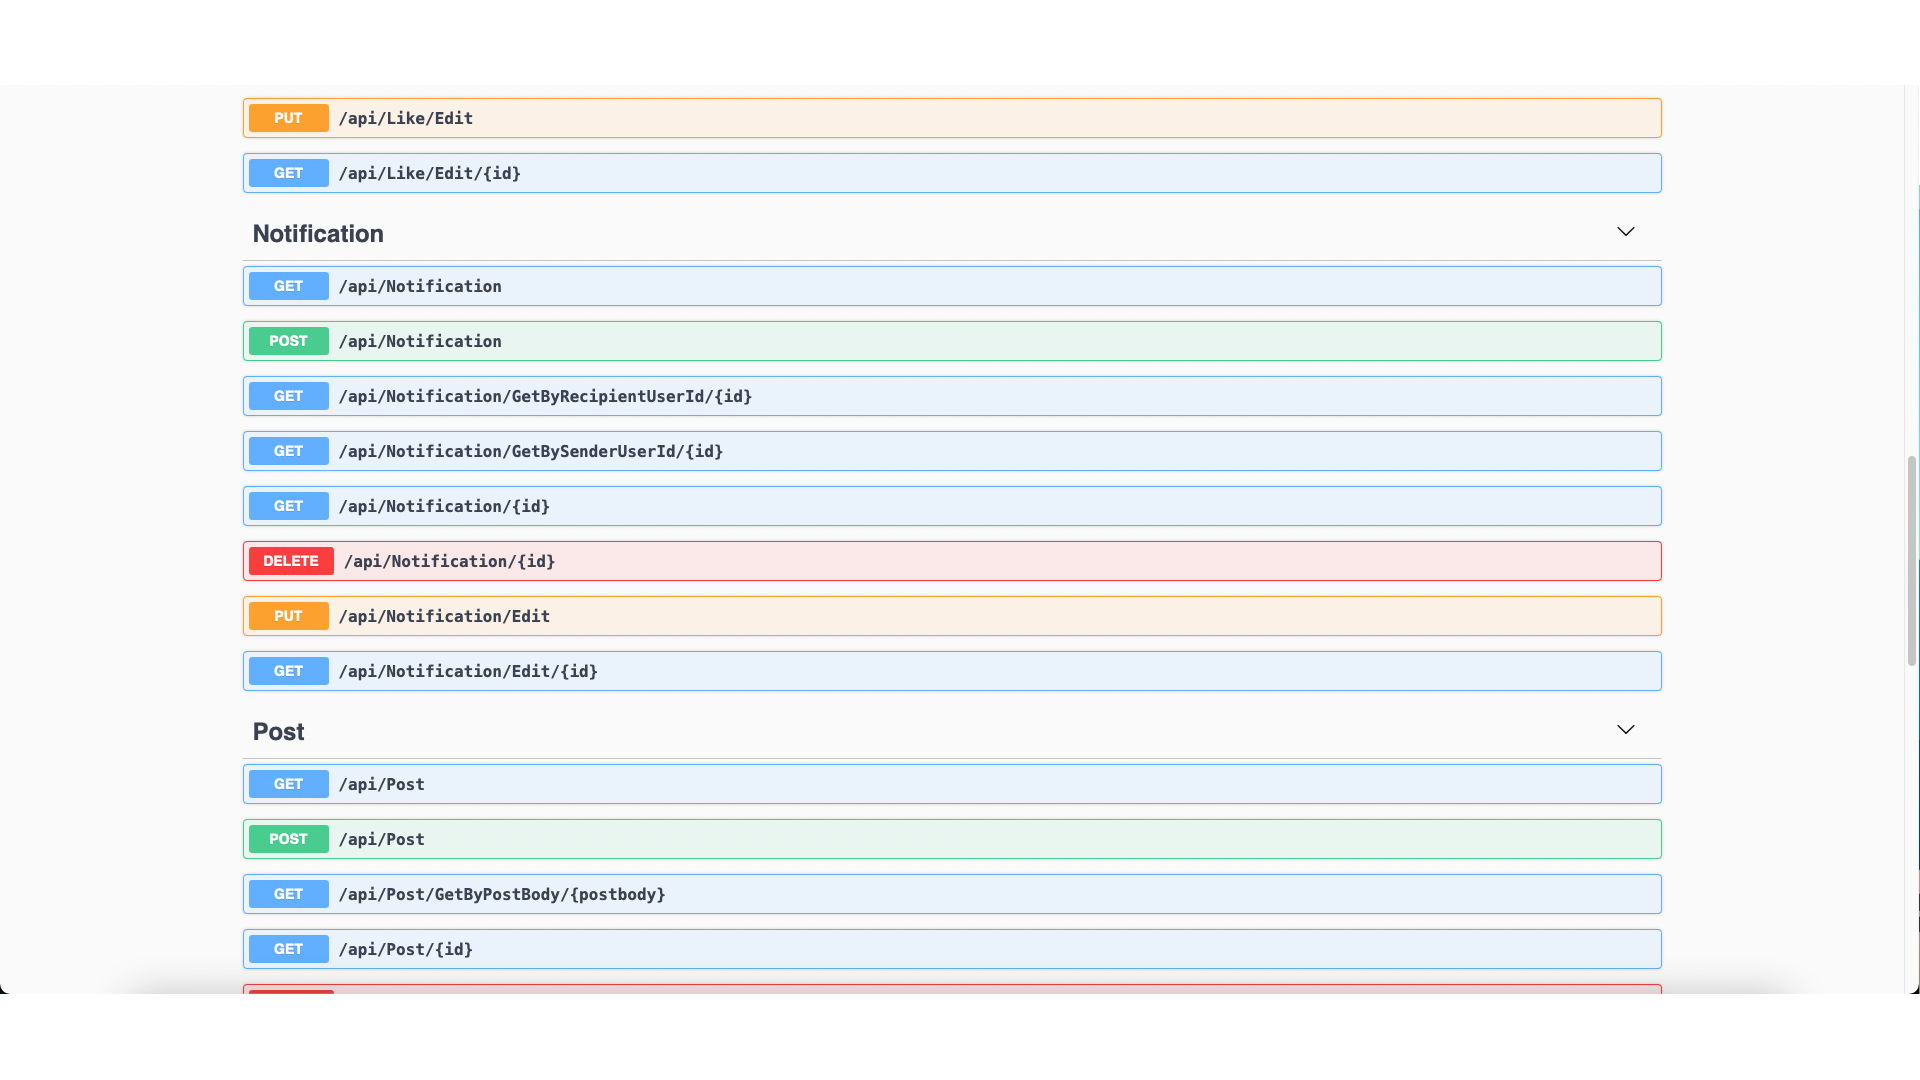 PUT /api/Like/Edit
GET /api/Like/Edit/{id}
Notification
GET /api/Notification
POST /api/Notification
GET /api/Notification/GetByRecipientUserId/{id}
GET /api/Notification/GetBySenderUserId/{id}
GET /api/Notification/{id}
DELETE /api/Notification/{id}
PUT /api/Notification/Edit
GET /api/Notification/Edit/{id}
Post
GET /api/Post
POST /api/Post
GET /api/Post/GetByPostBody/{postbody}
GET /api/Post/{id}